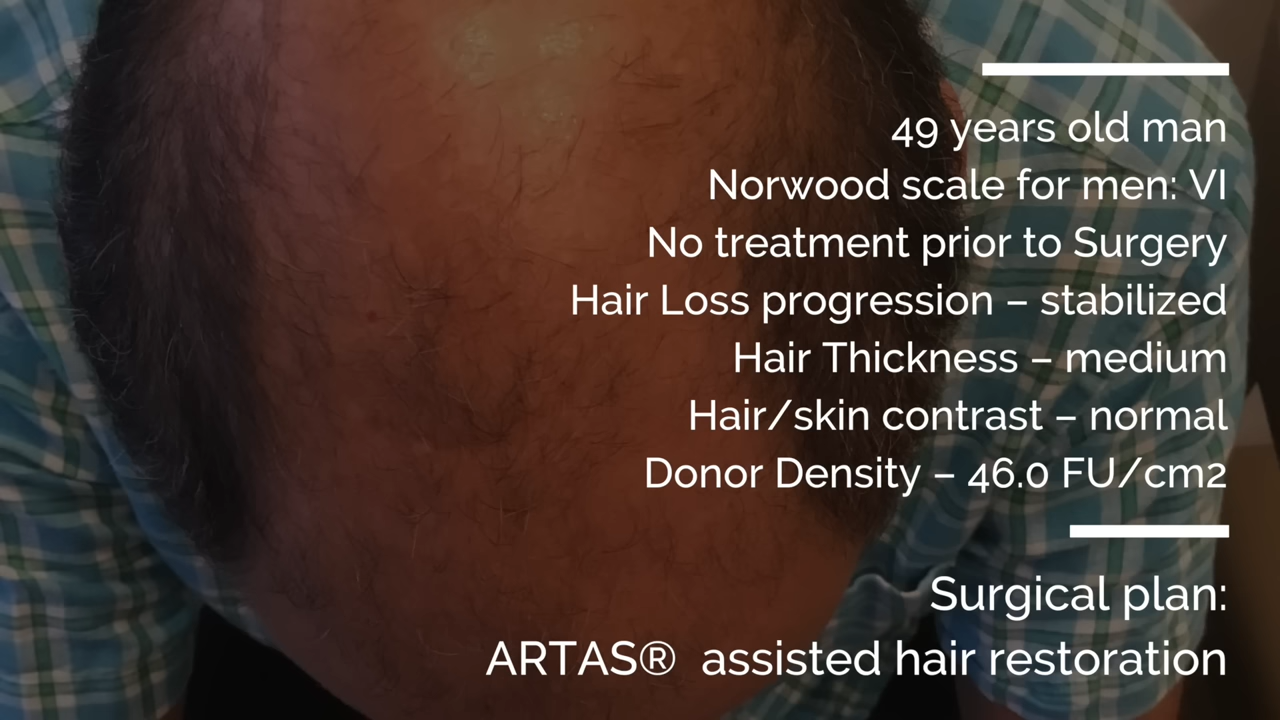 49 years old man
Norwood scale for men: VI
No treatment prior to Surgery
Hair Loss progression – stabilized
Hair Thickness – medium
Hair/skin contrast – normal
Donor Density – 46.0 FU/cm2
Surgical plan:
ARTAS® assisted hair restoration